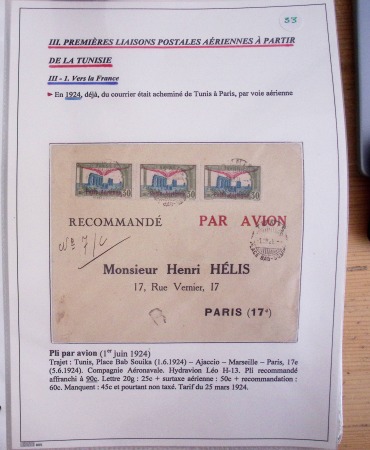 53
III. PREMIÈRES LIAISONS POSTALES AÉRIENNES À PARTIR
DE LA TUNISIE
III - 1. Vers la France
En 1924, déjà, du courrier était acheminé de Tunis à Paris, par voie aérienne
RECOMMANDÉ PAR AVION
Monsieur Henri HÉLIS
17, Rue Vernier, 17
PARIS (17e)
Pli par avion (1er juin 1924)
Trajet : Tunis, Place Bab Souika (1.6.1924) – Ajaccio – Marseille – Paris, 17e
(5.6.1924). Compagnie Aéronavale. Hydravion Léo H-13. Pli recommandé
affranchi à 90c. Lettre 20g : 25c + surtaxe aérienne : 50c + recommandation :
60c. Manquent : 45c et pourtant non taxé. Tarif du 25 mars 1924.